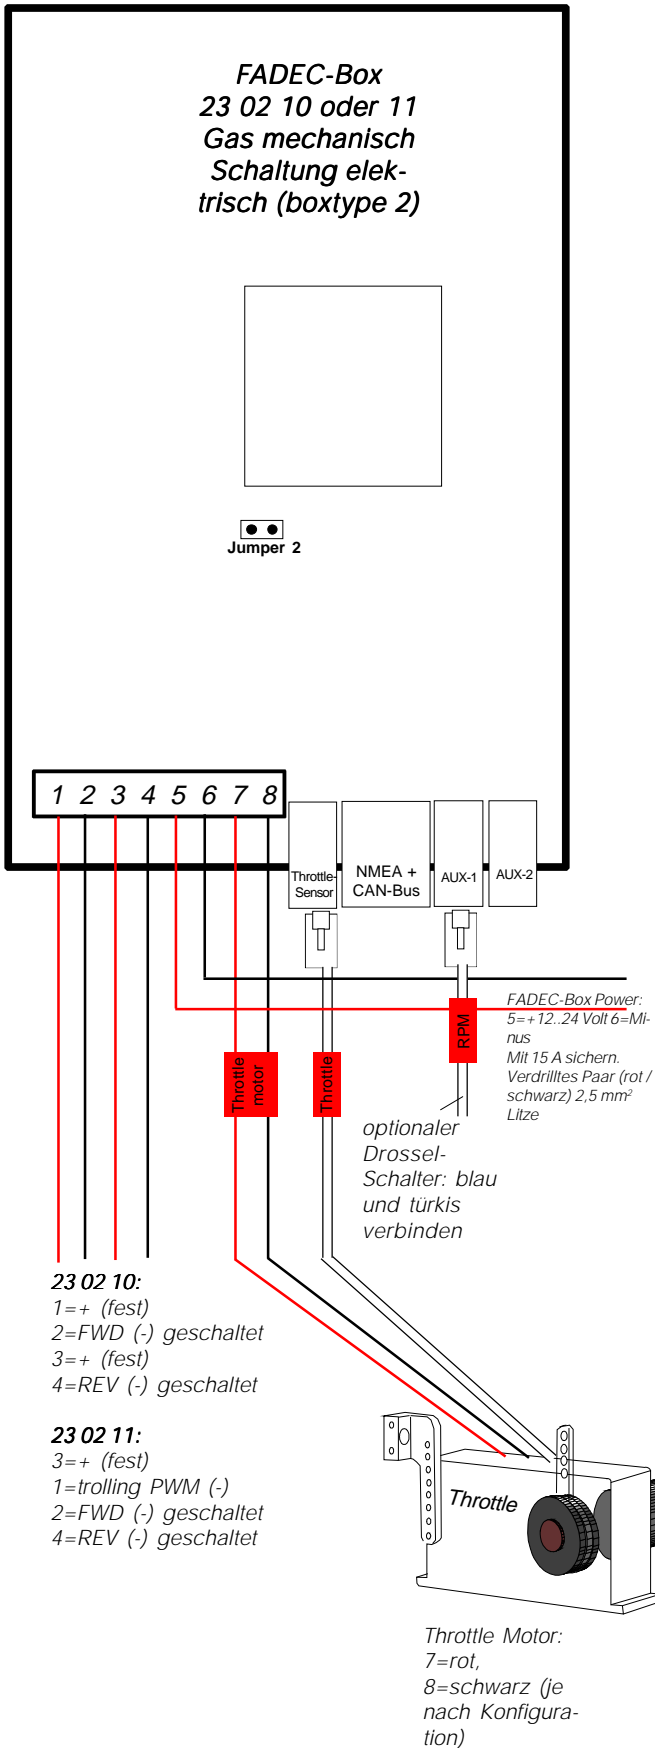 FADEC-Box
23 02 10 oder 11
Gas mechanisch
Schaltung elek-
trisch (boxtype 2)
Jumper 2
1 2 3 4 5 6 7 8
Throttle-
Sensor
NMEA +
CAN-Bus
AUX-1
AUX-2
FADEC-Box Power:
5=+12..24 Volt 6=Mi-
nus
Mit 15 A sichern.
Verdrilltes Paar (rot /
schwarz) 2,5 mm²
Litze
RPM
Throttle
motor
Throttle
optionaler
Drossel-
Schalter: blau
und türkis
verbinden
23 02 10:
1=+ (fest)
2=FWD (-) geschaltet
3=+ (fest)
4=REV (-) geschaltet
23 02 11:
3=+ (fest)
1=trolling PWM (-)
2=FWD (-) geschaltet
4=REV (-) geschaltet
Throttle
Throttle Motor:
7=rot,
8=schwarz (je
nach Konfigura-
tion)